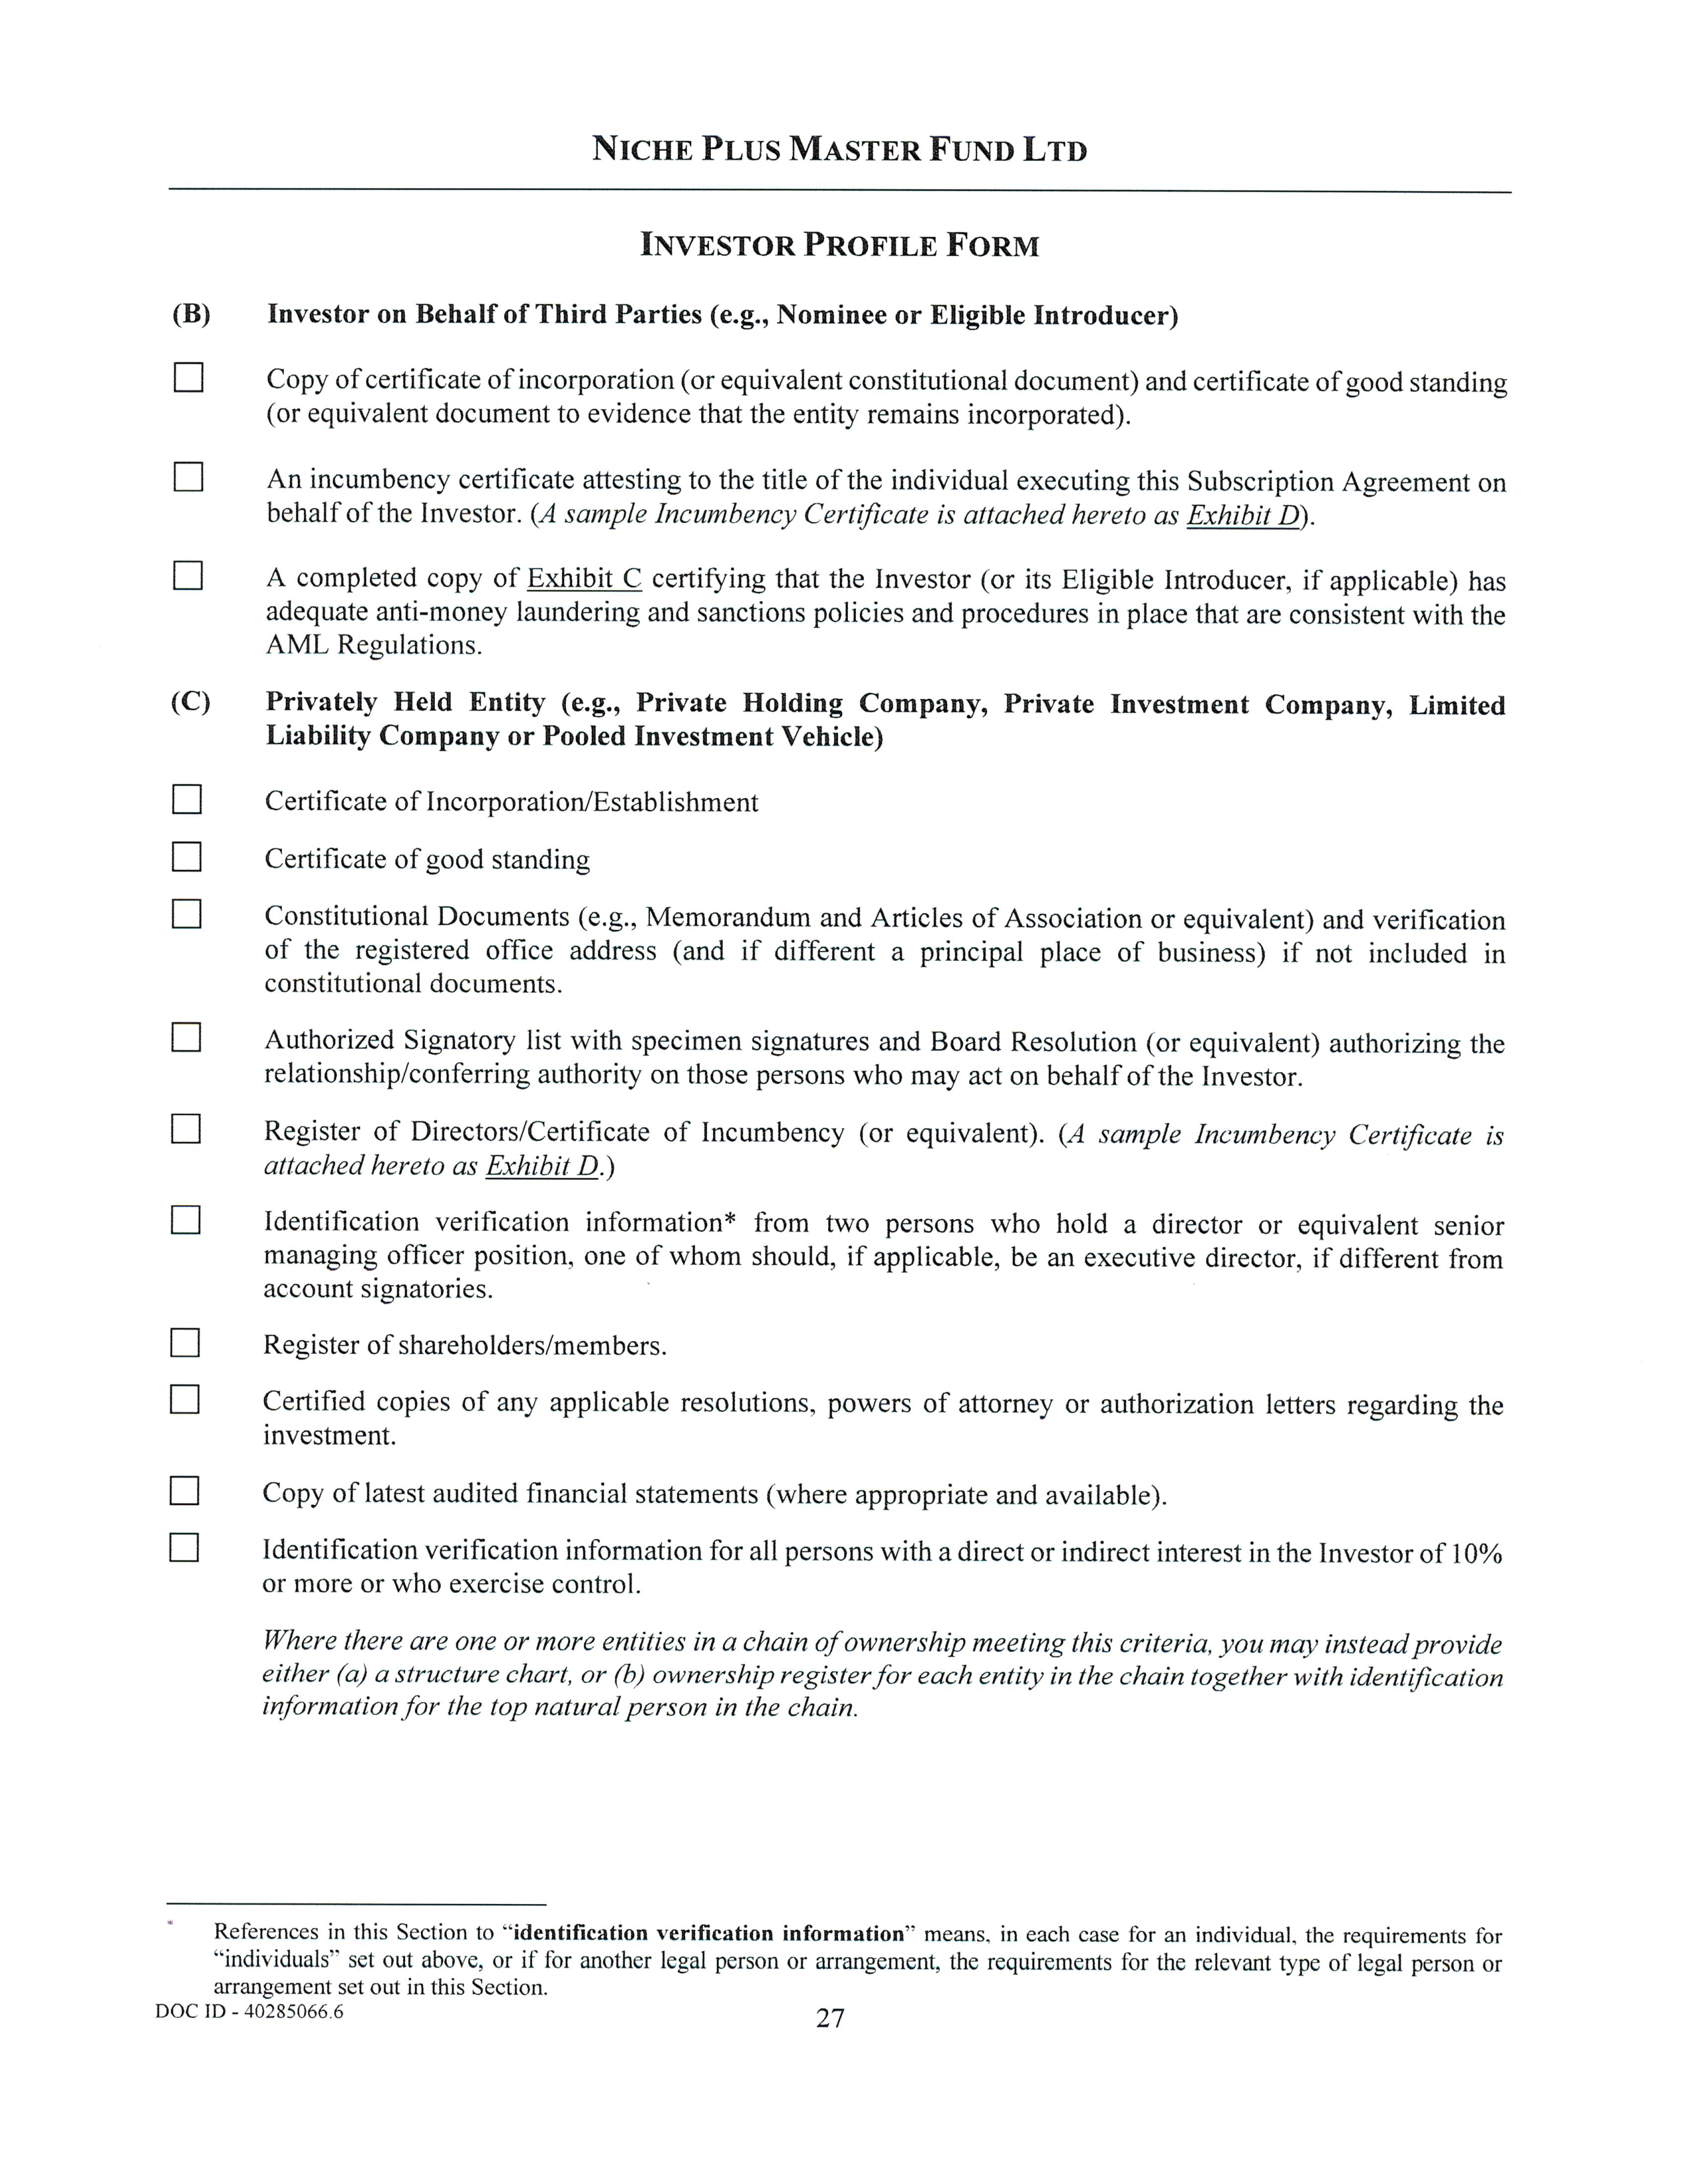 NICHE PLUS MASTER FUND LTD
INVESTOR PROFILE FORM
(B) Investor on Behalf of Third Parties (e.g., Nominee or Eligible Introducer)
Copy of certificate of incorporation (or equivalent constitutional document) and certificate of good standing
(or equivalent document to evidence that the entity remains incorporated).
An incumbency certificate attesting to the title of the individual executing this Subscription Agreement on
behalf of the Investor. (A sample Incumbency Certificate is attached hereto as Exhibit D).
A completed copy of Exhibit C certifying that the Investor (or its Eligible Introducer, if applicable) has
adequate anti-money laundering and sanctions policies and procedures in place that are consistent with the
AML Regulations.
(C) Privately Held Entity (e.g., Private Holding Company, Private Investment Company, Limited
Liability Company or Pooled Investment Vehicle)
Certificate of Incorporation/Establishment
Certificate of good standing
Constitutional Documents (e.g., Memorandum and Articles of Association or equivalent) and verification
of the registered office address (and if different a principal place of business) if not included in
constitutional documents.
Authorized Signatory list with specimen signatures and Board Resolution (or equivalent) authorizing the
relationship/conferring authority on those persons who may act on behalf of the Investor.
Register of Directors/Certificate of Incumbency (or equivalent). (A sample Incumbency Certificate is
attached hereto as Exhibit D.)
Identification verification information* from two persons who hold a director or equivalent senior
managing officer position, one of whom should, if applicable, be an executive director, if different from
account signatories.
Register of shareholders/members.
Certified copies of any applicable resolutions, powers of attorney or authorization letters regarding the
investment.
Copy of latest audited financial statements (where appropriate and available).
Identification verification information for all persons with a direct or indirect interest in the Investor of 10%
or more or who exercise control.
Where there are one or more entities in a chain of ownership meeting this criteria, you may instead provide
either (a) a structure chart, or (b) ownership register for each entity in the chain together with identification
information for the top natural person in the chain.
* References in this Section to “identification verification information” means, in each case for an individual, the requirements for
“individuals” set out above, or if for another legal person or arrangement, the requirements for the relevant type of legal person or
arrangement set out in this Section.
DOC ID - 40285066.6
27